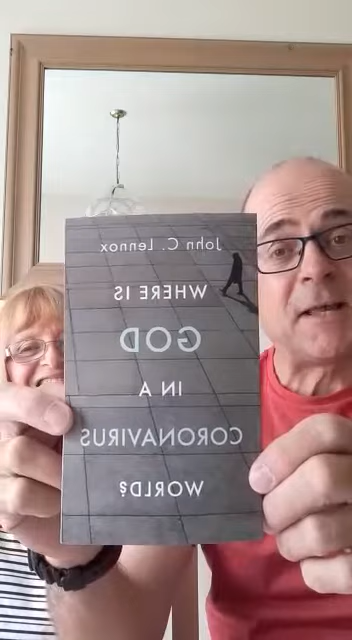 John C. Lennox
WHERE IS
GOD
IN A
CORONAVIRUS
WORLD?